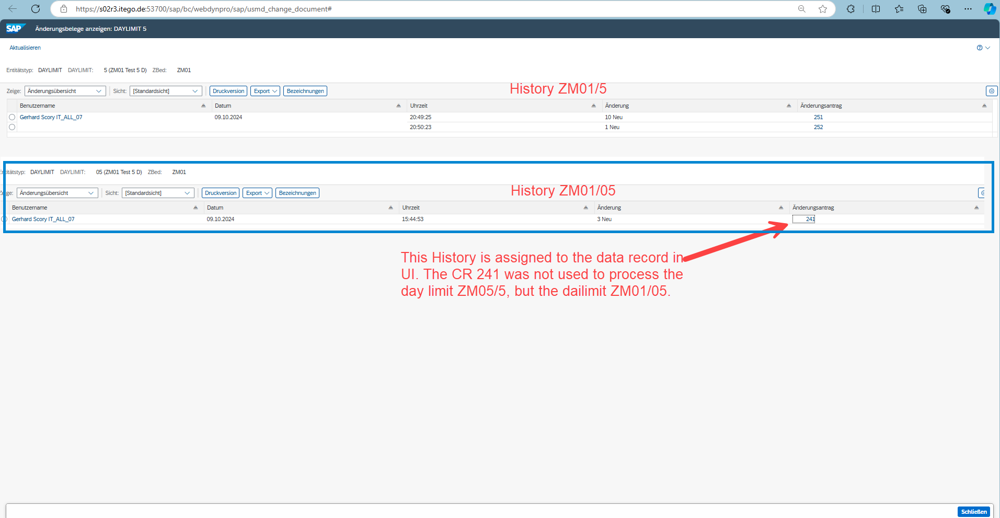 https://s02r3.itego.de:53700/sap/bc/webdynpro/sap/usmd_change_document#
SAP Änderungsbelege anzeigen: DAYLIMIT 5
Aktualisieren
Entitätstyp: DAYLIMIT DAYLIMIT: 5 (ZM01 Test 5 D) ZBed: ZM01
History ZM01/5
Zeige: Änderungsübersicht Sicht: [Standardsicht] Druckversion Export Bezeichnungen
Benutzername Datum Uhrzeit Änderung Änderungsantrag
Gerhard Scory IT_ALL_07 09.10.2024 20:49:25 10 Neu 251
20:50:23 1 Neu 252
ntitätstyp: DAYLIMIT DAYLIMIT: 05 (ZM01 Test 5 D) ZBed: ZM01
History ZM01/05
Zeige: Änderungsübersicht Sicht: [Standardsicht] Druckversion Export Bezeichnungen
Benutzername Datum Uhrzeit Änderung Änderungsantrag
Gerhard Scory IT_ALL_07 09.10.2024 15:44:53 3 Neu 241
This History is assigned to the data record in
UI. The CR 241 was not used to process the
day limit ZM05/5, but the dailimit ZM01/05.
Schließen